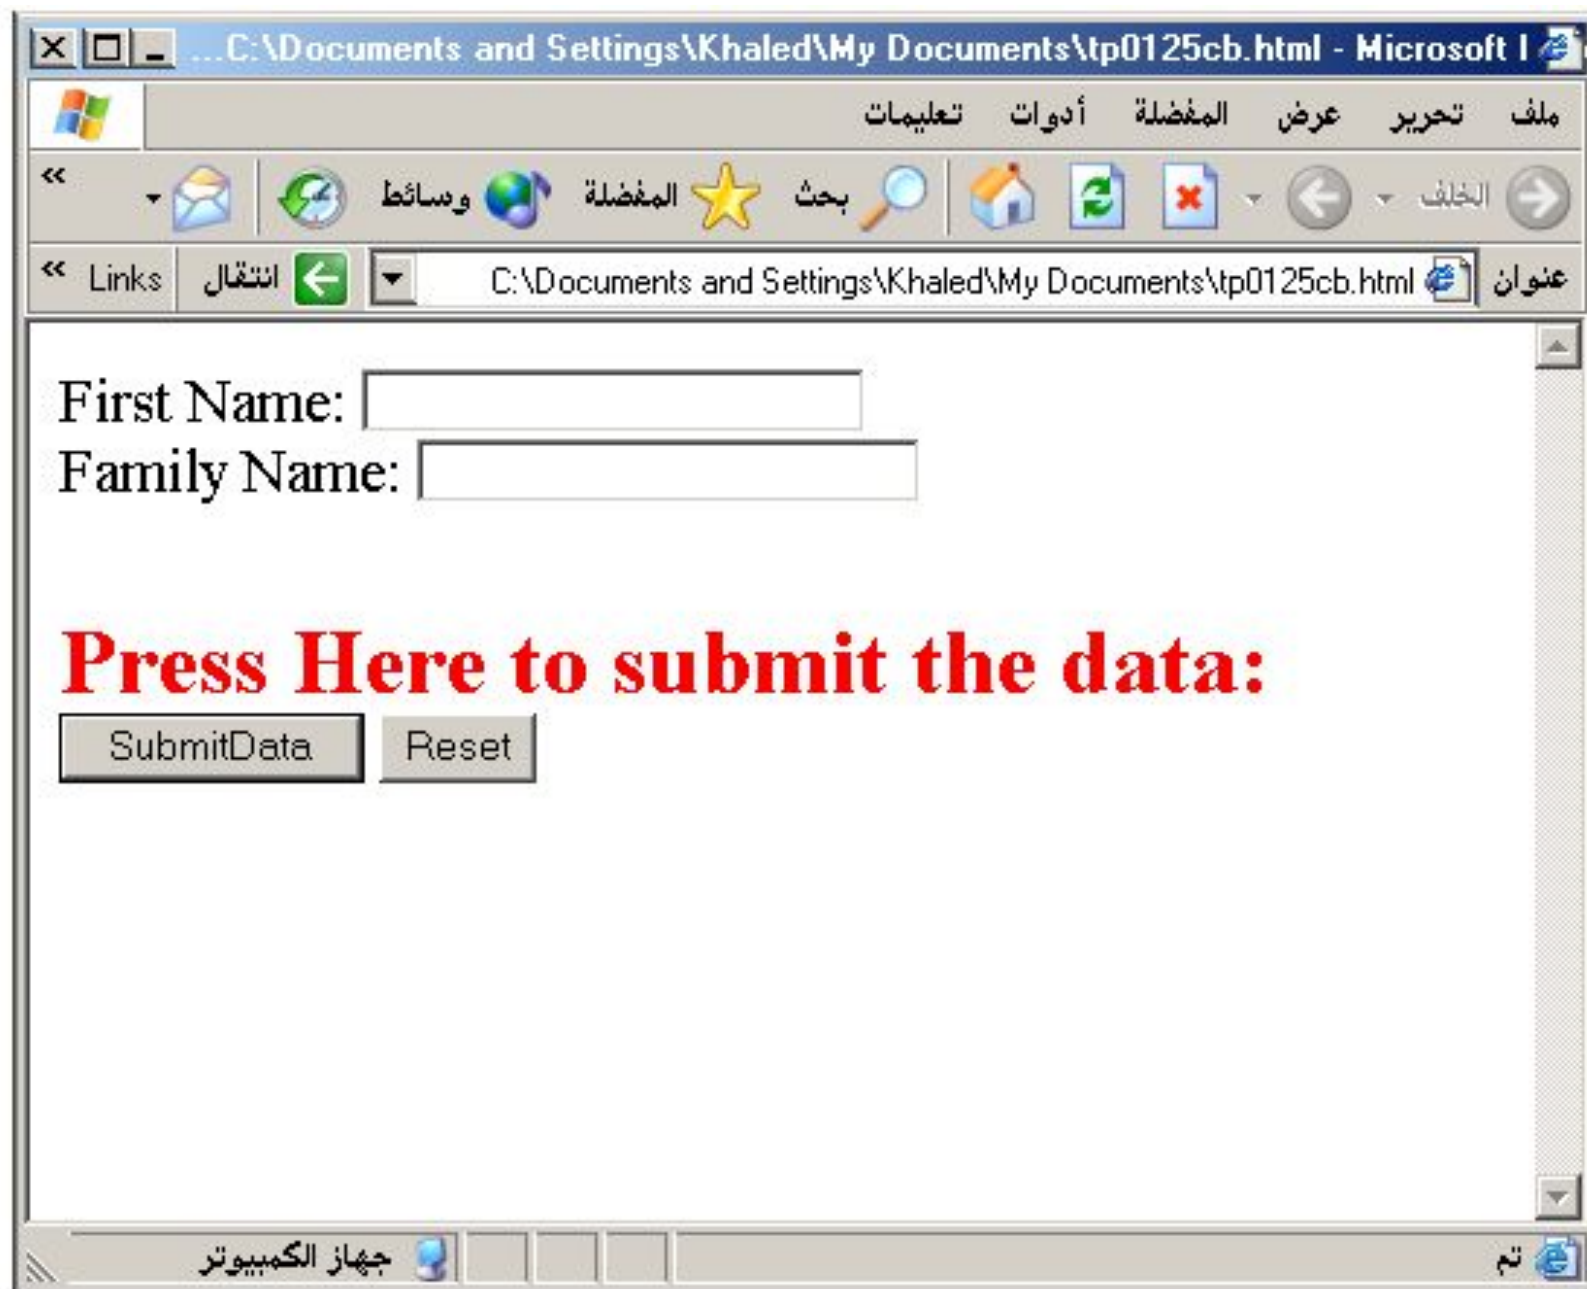 ...C:\Documents and Settings\Khaled\My Documents\tp0125cb.html - Microsoft I
ملف تحرير عرض المفضلة أدوات تعليمات
الخلف بحث المفضلة وسائط »
عنوان C:\Documents and Settings\Khaled\My Documents\tp0125cb.html انتقال Links »
First Name:
Family Name:
Press Here to submit the data:
SubmitData Reset
تم جهاز الكمبيوتر